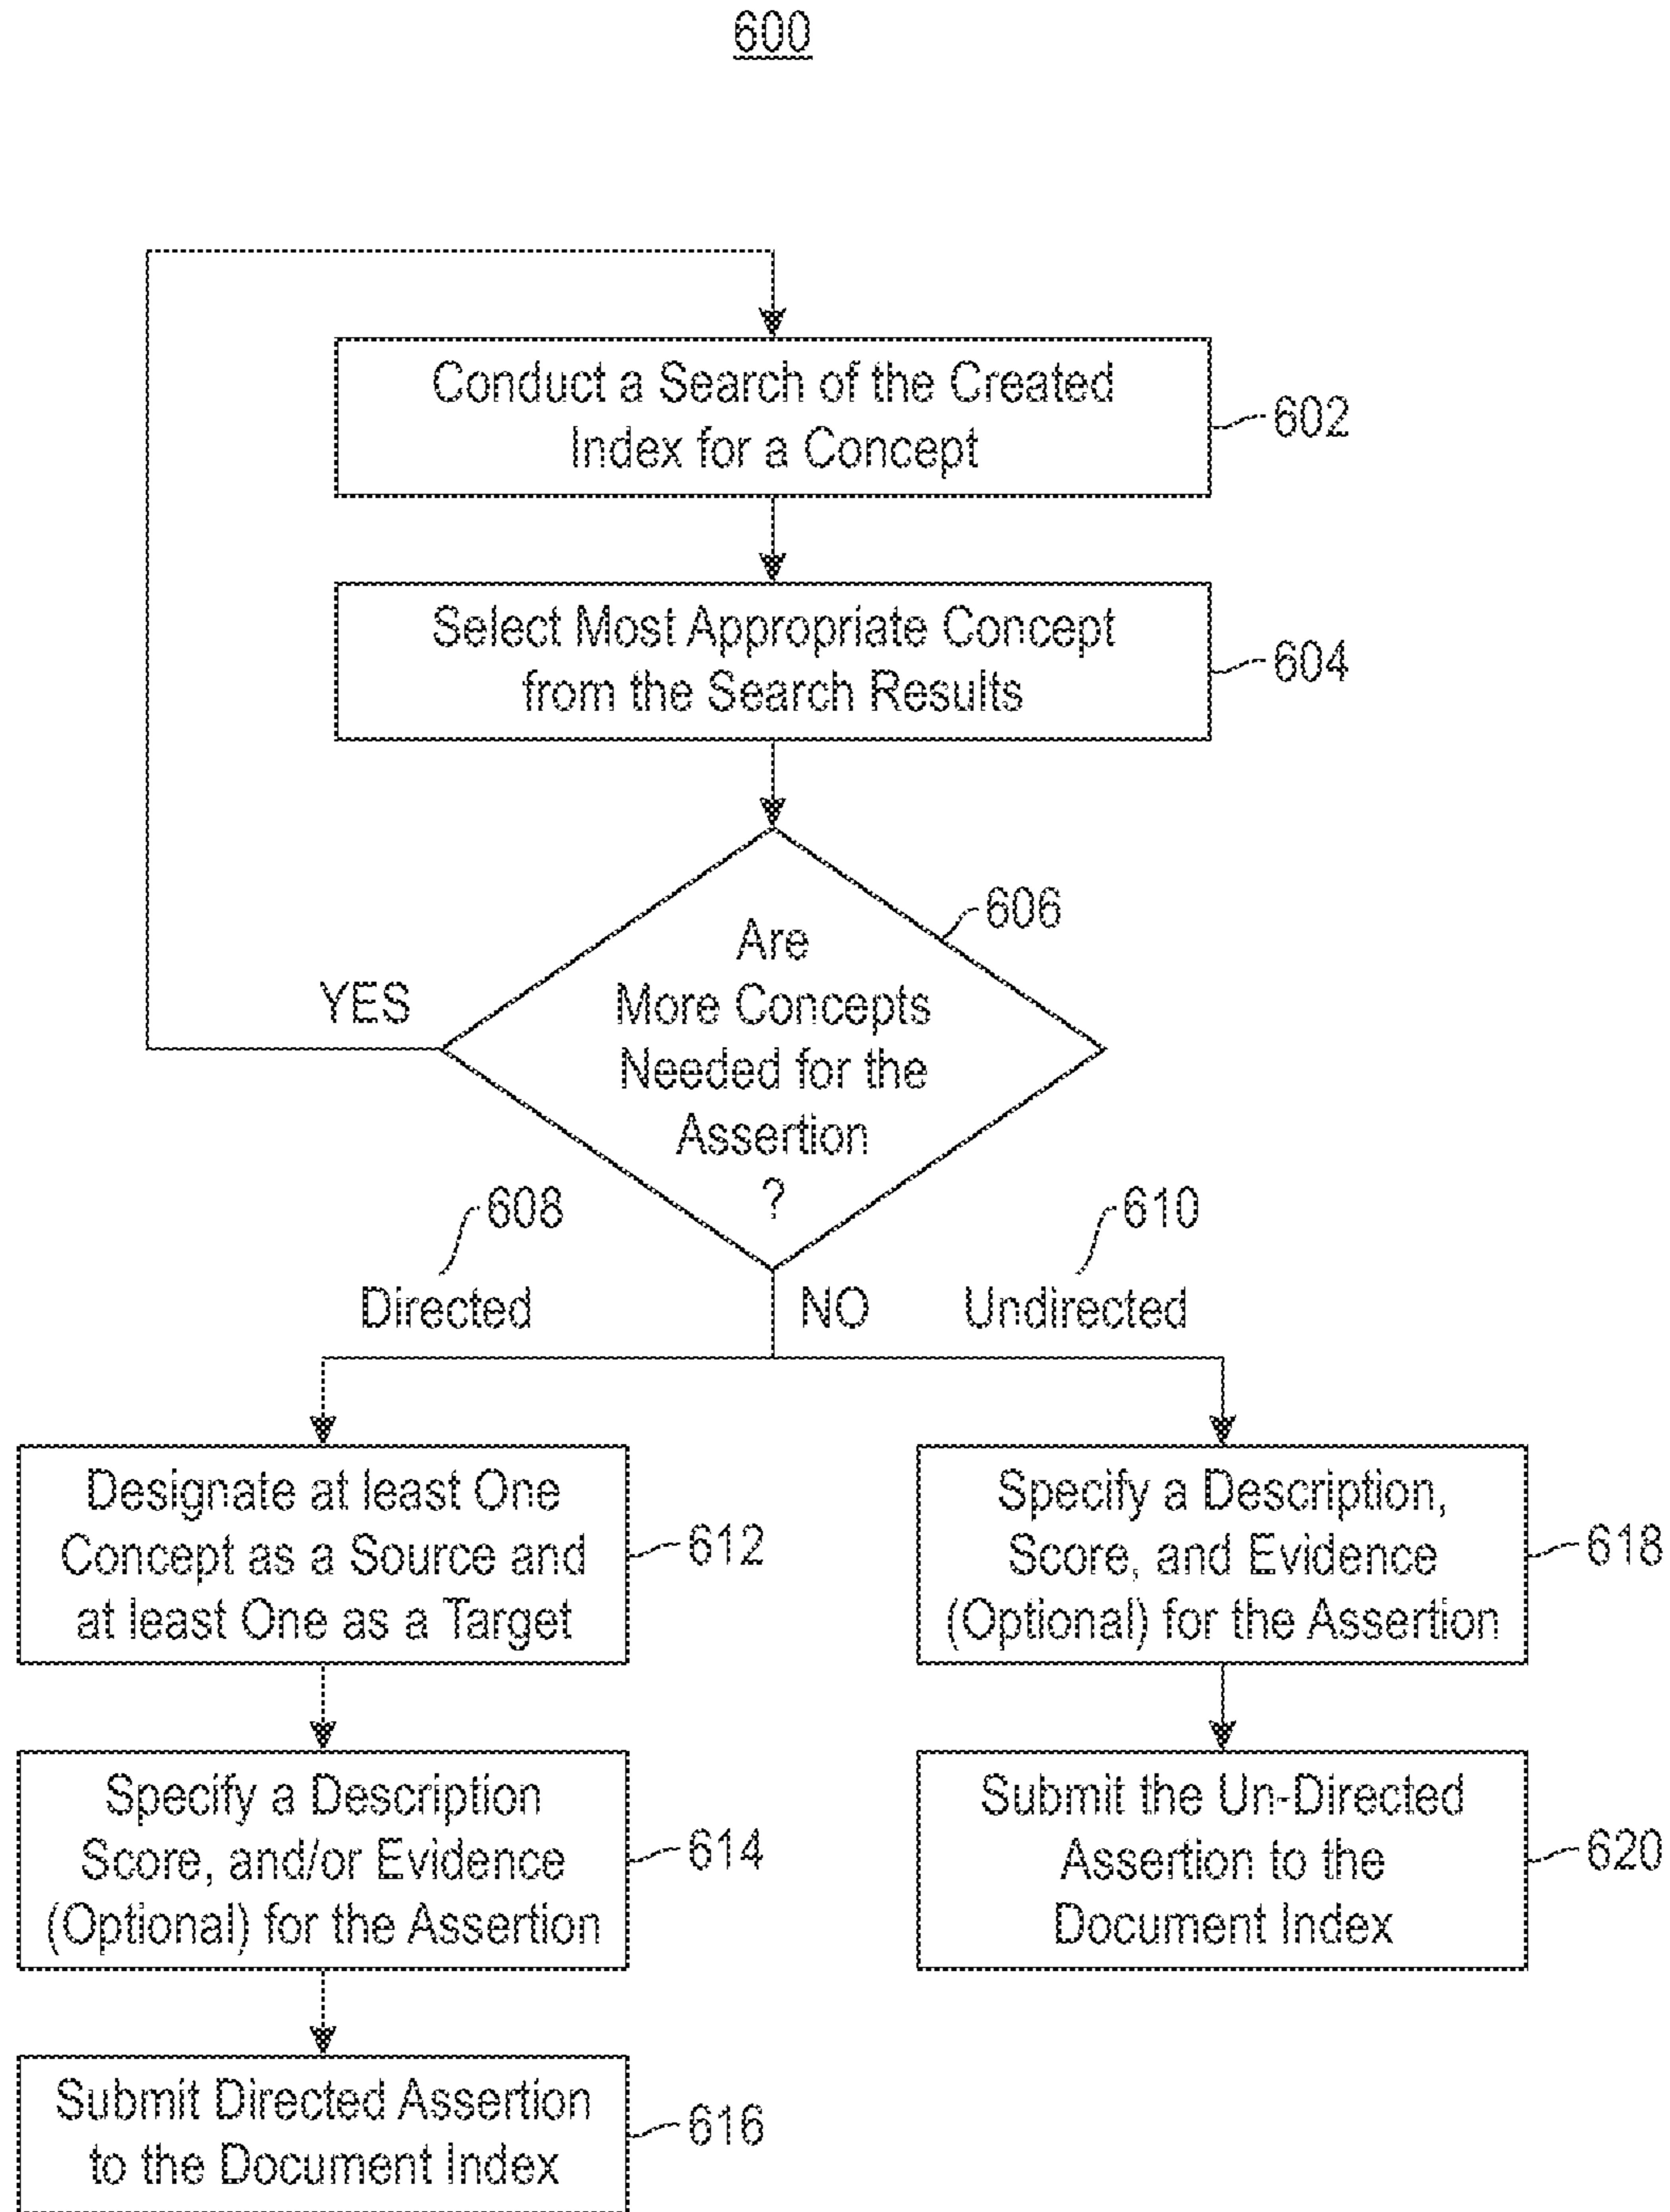 600
Conduct a Search of the Created
Index for a Concept
602
Select Most Appropriate Concept
from the Search Results
604
606
Are
More Concepts
Needed for the
Assertion
?
YES
608
610
Directed
NO
Undirected
Designate at least One
Concept as a Source and
at least One as a Target
612
Specify a Description,
Score, and Evidence
(Optional) for the Assertion
618
Specify a Description
Score, and/or Evidence
(Optional) for the Assertion
614
Submit the Un-Directed
Assertion to the
Document Index
620
Submit Directed Assertion
to the Document Index
616